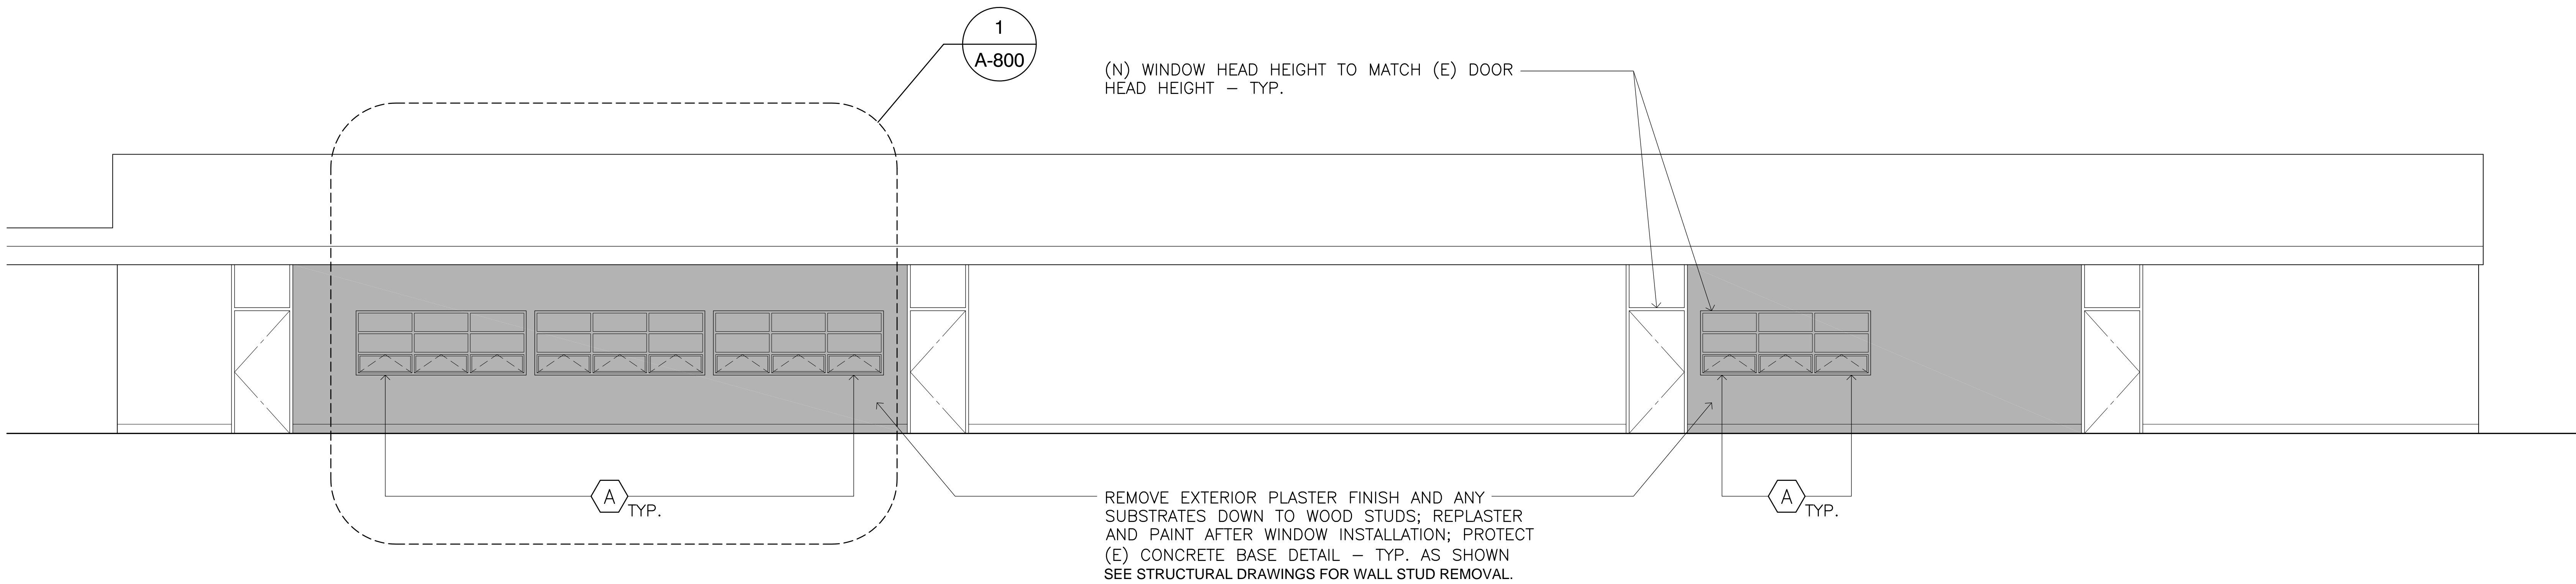 1
A-800
(N) WINDOW HEAD HEIGHT TO MATCH (E) DOOR
HEAD HEIGHT – TYP.
A
TYP.
REMOVE EXTERIOR PLASTER FINISH AND ANY
SUBSTRATES DOWN TO WOOD STUDS; REPLASTER
AND PAINT AFTER WINDOW INSTALLATION; PROTECT
(E) CONCRETE BASE DETAIL – TYP. AS SHOWN
SEE STRUCTURAL DRAWINGS FOR WALL STUD REMOVAL.
A
TYP.